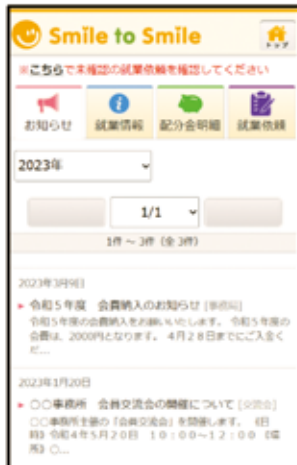 Smile to Smile
トップ
※こちらで未確認の就業依頼を確認してください
お知らせ 就業情報 配分金明細 就業依頼
2023年
1/1
1件 ～ 3件 (全 3件)
2023年3月9日
令和５年度　会費納入のお知らせ [事務局]
令和５年度の会費納入をお願いいたします。 令和５年度の
会費は、2000円となります。 ４月２８日までにご入金く
だ...
2023年1月20日
〇〇事務所　会員交流会の開催について [交流会]
〇〇事務所主催の「会員交流会」を開催します。 《日
時》令和４年５月２０日　１０：００～１２：００ 《場
所》〇...